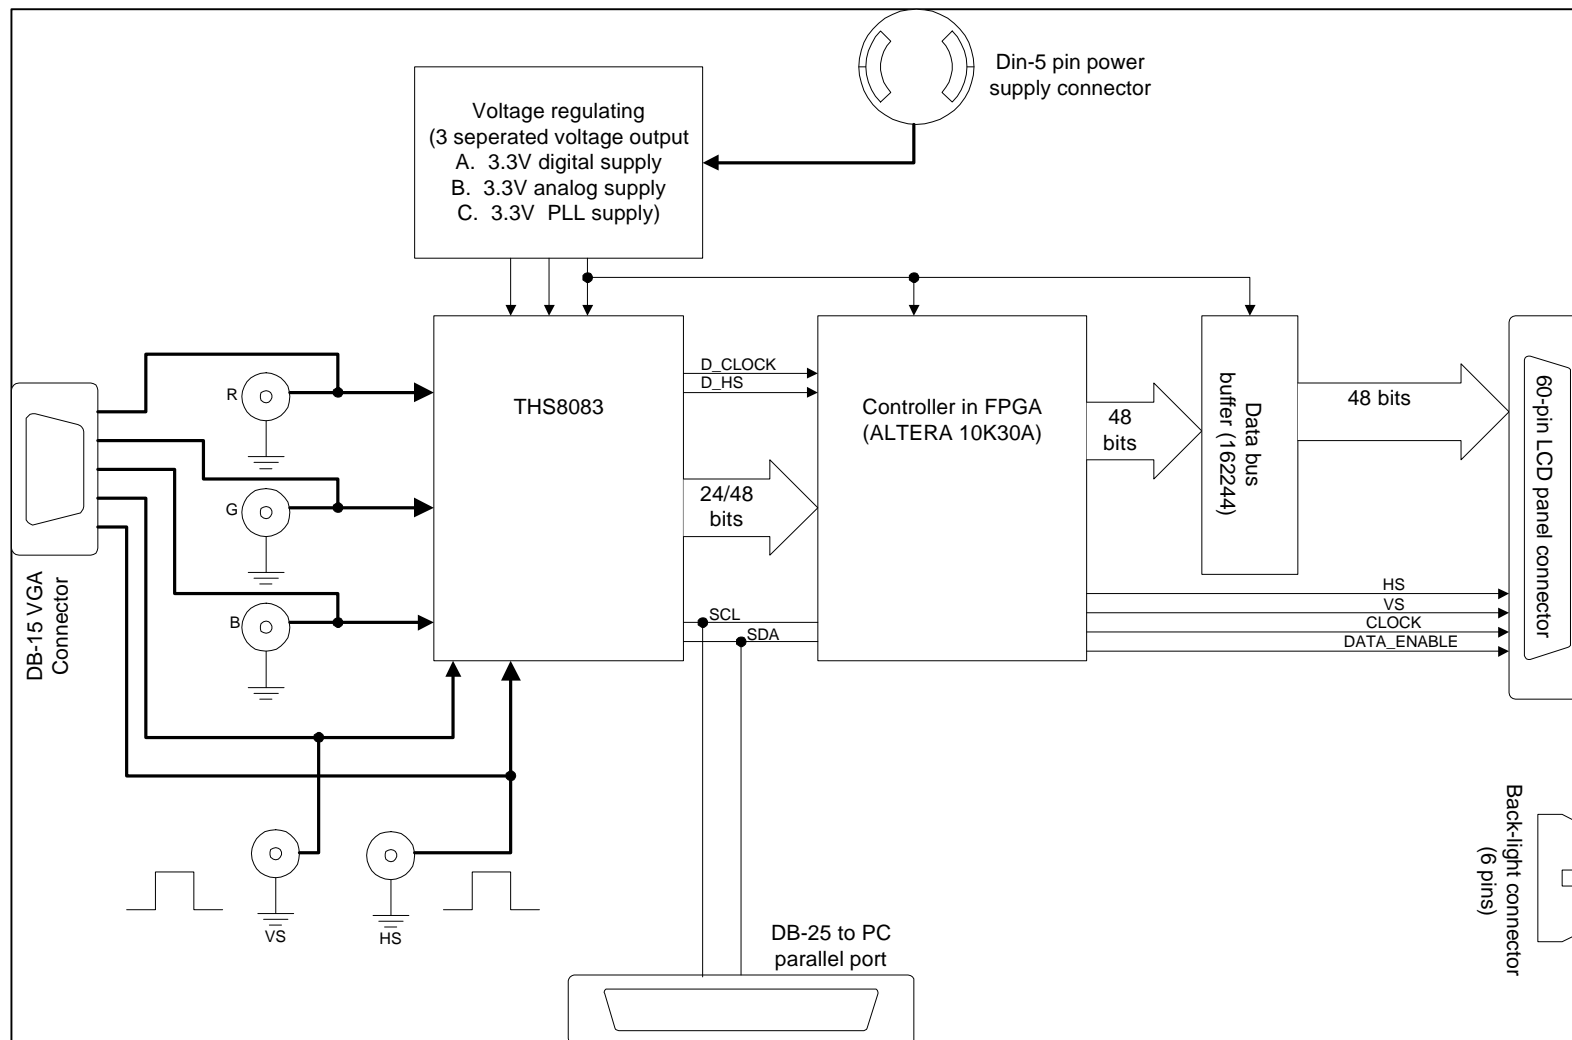 Din-5 pin power
supply connector
Voltage regulating
(3 seperated voltage output
A. 3.3V digital supply
B. 3.3V analog supply
C. 3.3V PLL supply)
THS8083
D_CLOCK
D_HS
24/48
bits
SCL
SDA
Controller in FPGA
(ALTERA 10K30A)
48
bits
Data bus
buffer (162244)
48 bits
60-pin LCD panel connector
HS
VS
CLOCK
DATA_ENABLE
R
G
B
DB-15 VGA
Connector
VS
HS
DB-25 to PC
parallel port
Back-light connector
(6 pins)